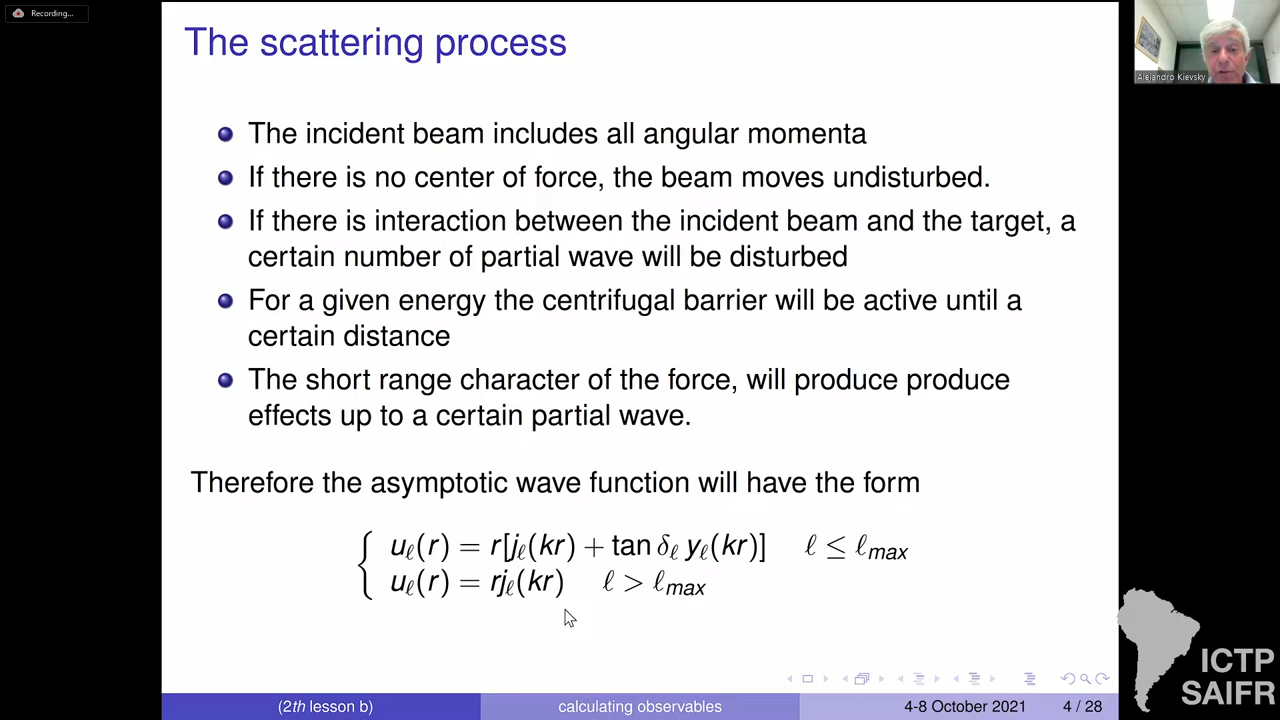 Recording...
The scattering process
Alejandro Kievsky
The incident beam includes all angular momenta
If there is no center of force, the beam moves undisturbed.
If there is interaction between the incident beam and the target, a
certain number of partial wave will be disturbed
For a given energy the centrifugal barrier will be active until a
certain distance
The short range character of the force, will produce produce
effects up to a certain partial wave.
Therefore the asymptotic wave function will have the form
uℓ(r) = r[jℓ(kr) + tan δℓ yℓ(kr)] ℓ ≤ ℓmax
uℓ(r) = rjℓ(kr) ℓ > ℓmax
ICTP
SAIFR
(2th lesson b) calculating observables 4-8 October 2021 4 / 28